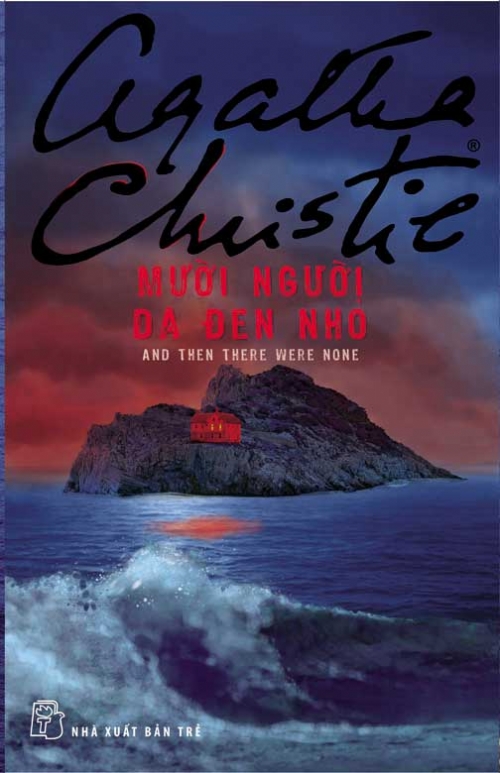 Agatha
Christie®
MƯỜI NGƯỜI
DA ĐEN NHỎ
AND THEN THERE WERE NONE
NHÀ XUẤT BẢN TRẺ